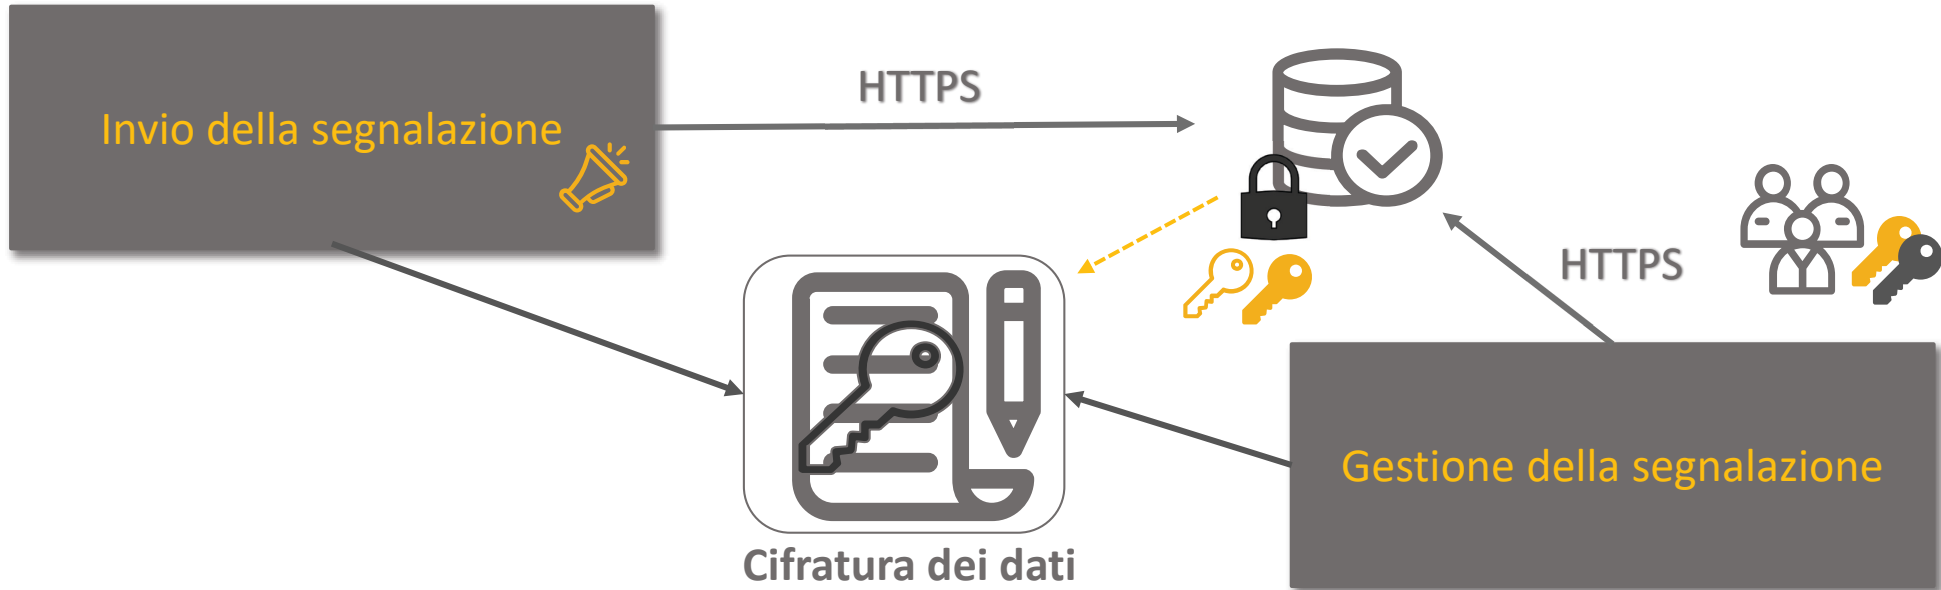 HTTPS
Invio della segnalazione
HTTPS
Gestione della segnalazione
Cifratura dei dati